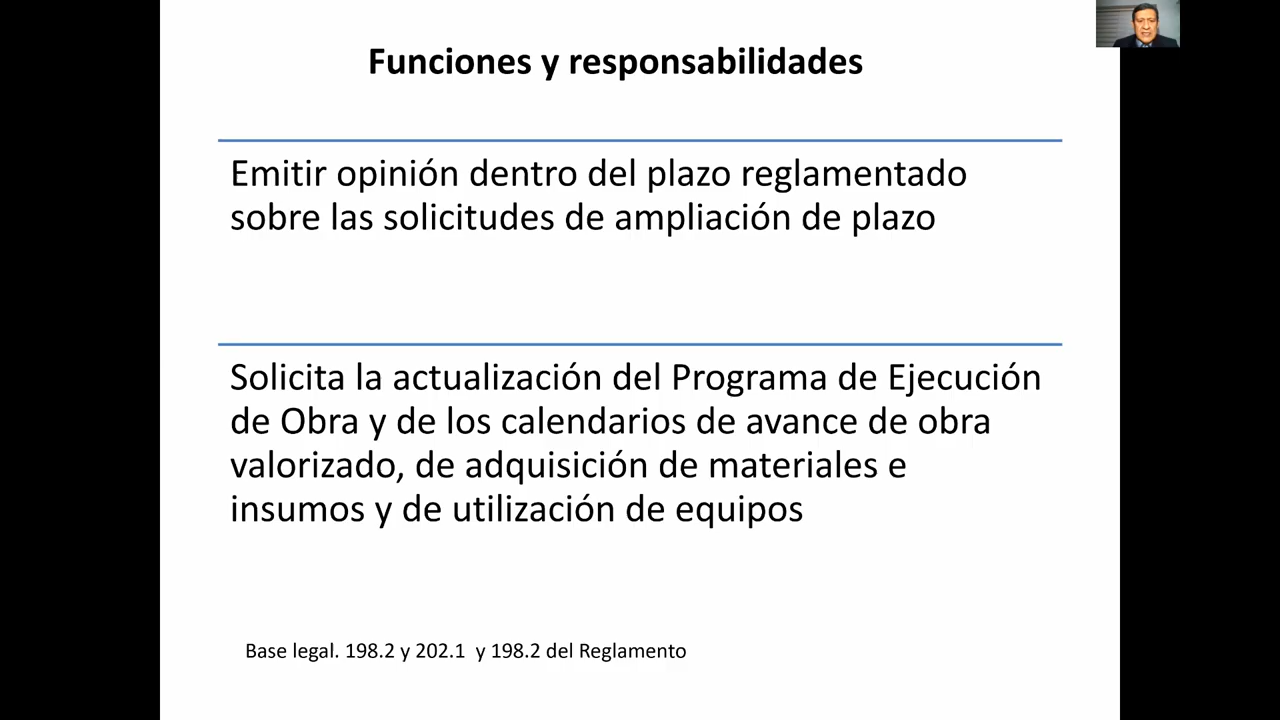 Funciones y responsabilidades
Emitir opinión dentro del plazo reglamentado
sobre las solicitudes de ampliación de plazo
Solicita la actualización del Programa de Ejecución
de Obra y de los calendarios de avance de obra
valorizado, de adquisición de materiales e
insumos y de utilización de equipos
Base legal. 198.2 y 202.1 y 198.2 del Reglamento